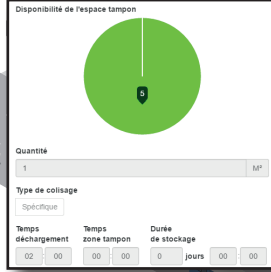 Disponibilité de l'espace tampon
5
Quantité
1 M²
Type de colisage
Spécifique
Temps déchargement Temps zone tampon Durée de stockage
02 : 00 00 : 00 0 jours 00 : 00